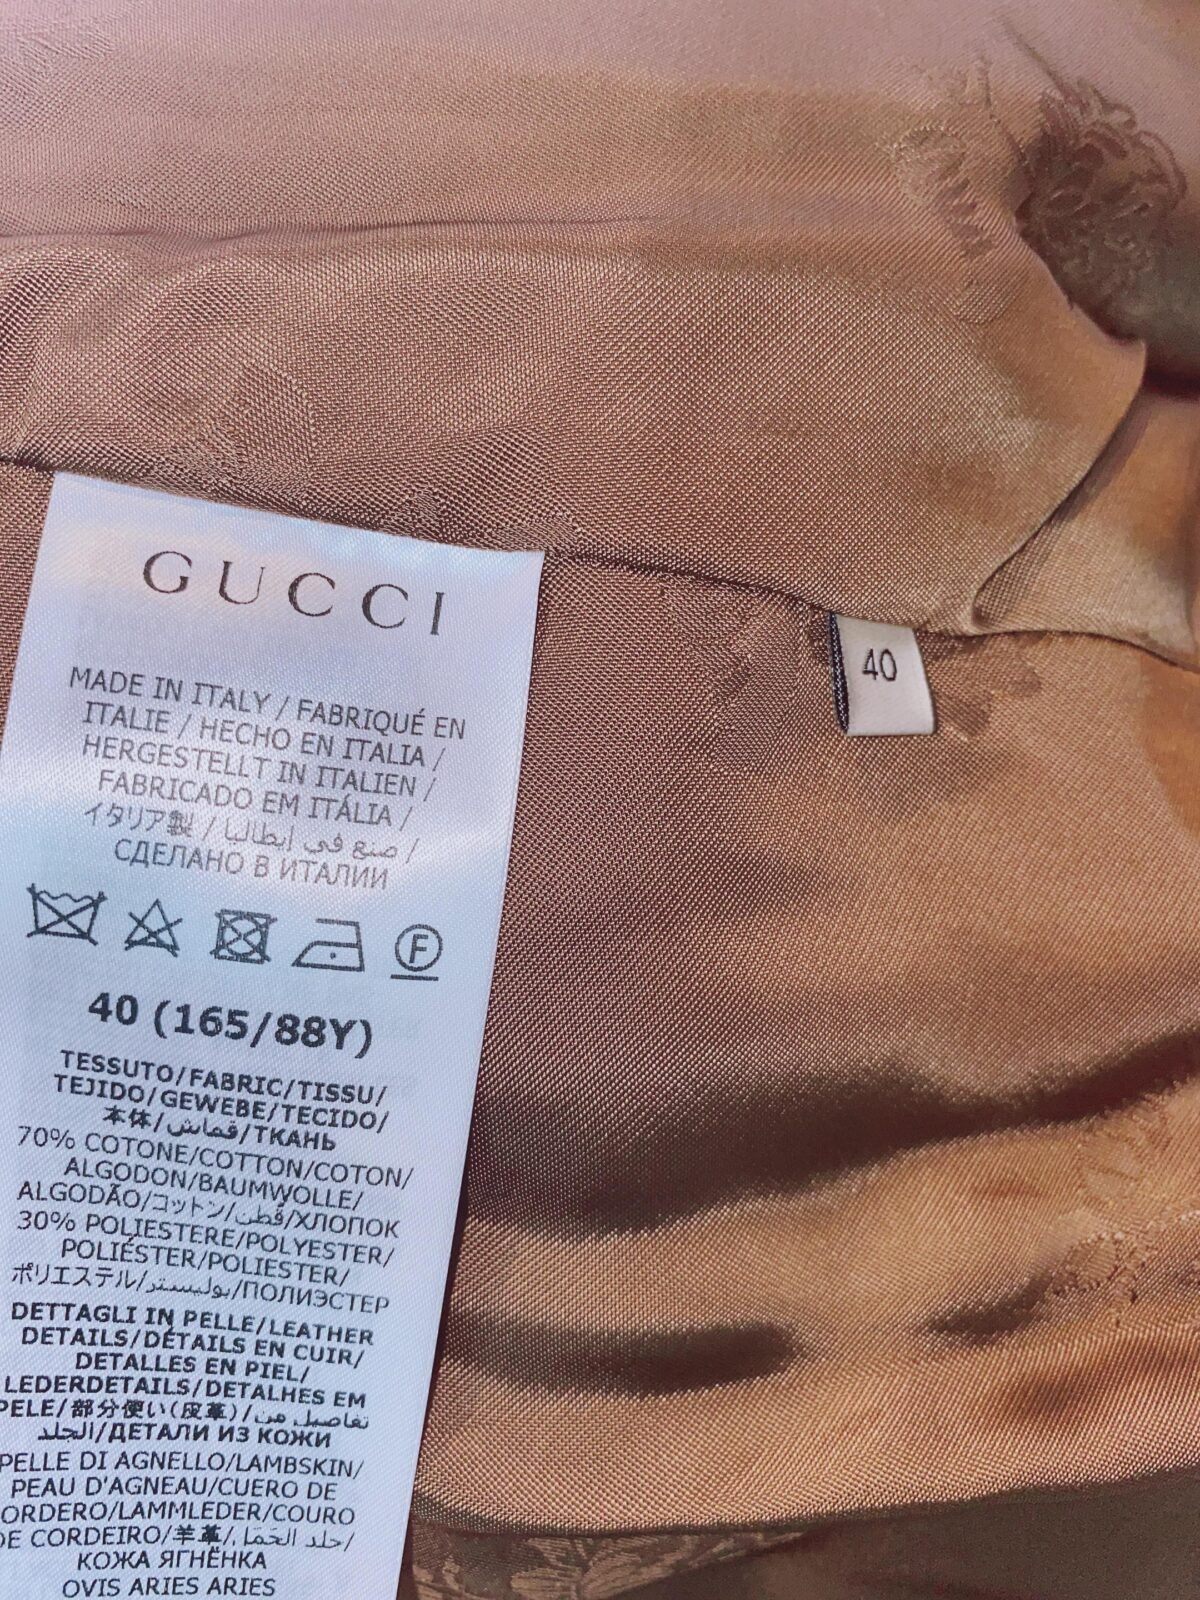 GUCCI
MADE IN ITALY / FABRIQUÉ EN
ITALIE / HECHO EN ITALIA /
HERGESTELLT IN ITALIEN /
FABRICADO EM ITÁLIA /
イタリア製 / صنع في إيطاليا /
СДЕЛАНО В ИТАЛИИ
F
40 (165/88Y)
TESSUTO/FABRIC/TISSU/
TEJIDO/GEWEBE/TECIDO/
本体/قماش/ТКАНЬ
70% COTONE/COTTON/COTON/
ALGODON/BAUMWOLLE/
ALGODÃO/コットン/قطن/ХЛОПОК
30% POLIESTERE/POLYESTER/
POLIÉSTER/POLIESTER/
ポリエステル/بوليستر/ПОЛИЭСТЕР
DETTAGLI IN PELLE/LEATHER
DETAILS/DÉTAILS EN CUIR/
DETALLES EN PIEL/
LEDERDETAILS/DETALHES EM
PELE/部分使い(皮革)/تفاصيل من
الجلد/ДЕТАЛИ ИЗ КОЖИ
PELLE DI AGNELLO/LAMBSKIN/
PEAU D'AGNEAU/CUERO DE
ORDERO/LAMMLEDER/COURO
DE CORDEIRO/羊革/جلد الحَمَل/
КОЖА ЯГНЁНКА
OVIS ARIES ARIES
40